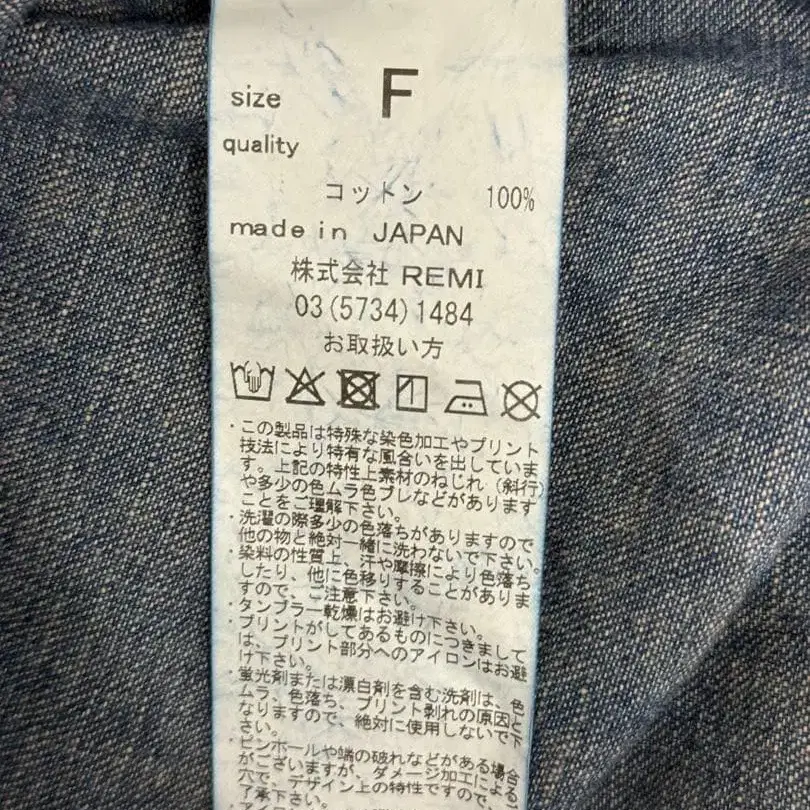 size F
quality
コットン 100%
made in JAPAN
株式会社 REMI
03(5734)1484
お取扱い方
・この製品は特殊な染色加工やプリント
技法により特有な風合いを出していま
す。上記の特性上素材のねじれ（斜行）
や多少の色ムラ色ブレなどがあります
ことをご理解下さい。
・洗濯の際多少の色落ちがありますので
他の物と絶対一緒に洗わないで下さい。
・染料の性質上、汗や摩擦により色落ち
したり、他に色移りすることがありま
すので、ご注意下さい。
・タンブラー乾燥はお避け下さい。
・プリントがしてあるものにつきまして
は、プリント部分へのアイロンはお避
け下さい。
・蛍光剤または漂白剤を含む洗剤は、色
ムラ、色落ち、プリント剥れの原因と
なりますので、絶対に使用しないで下
さい。
・ピンホールや端の破れなどがある場合
がございますが、ダメージ加工による
穴で、デザイン上の特性ですので、ご
了承下さい。